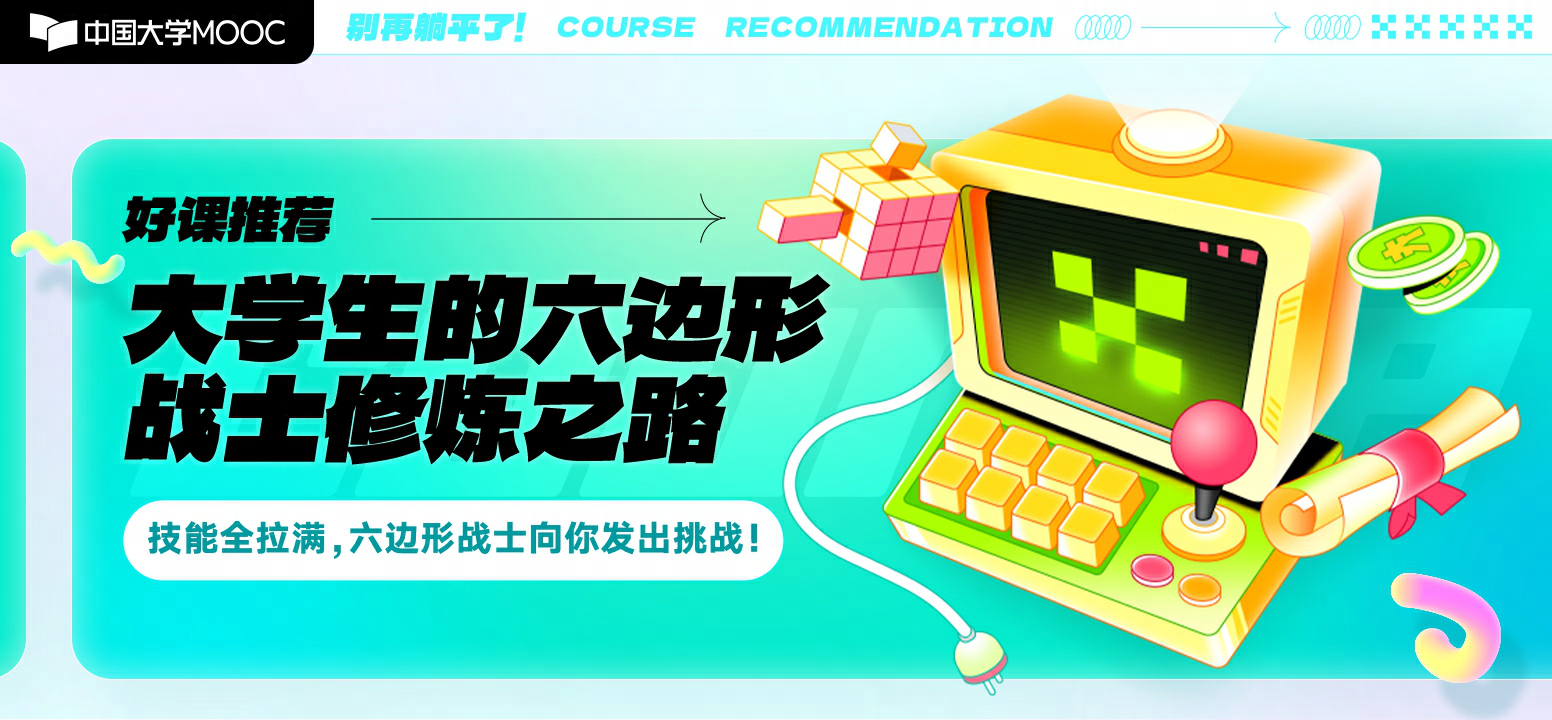 中国大学MOOC
别再躺平了! COURSE RECOMMENDATION
好课推荐
大学生的六边形
战士修炼之路
技能全拉满,六边形战士向你发出挑战!